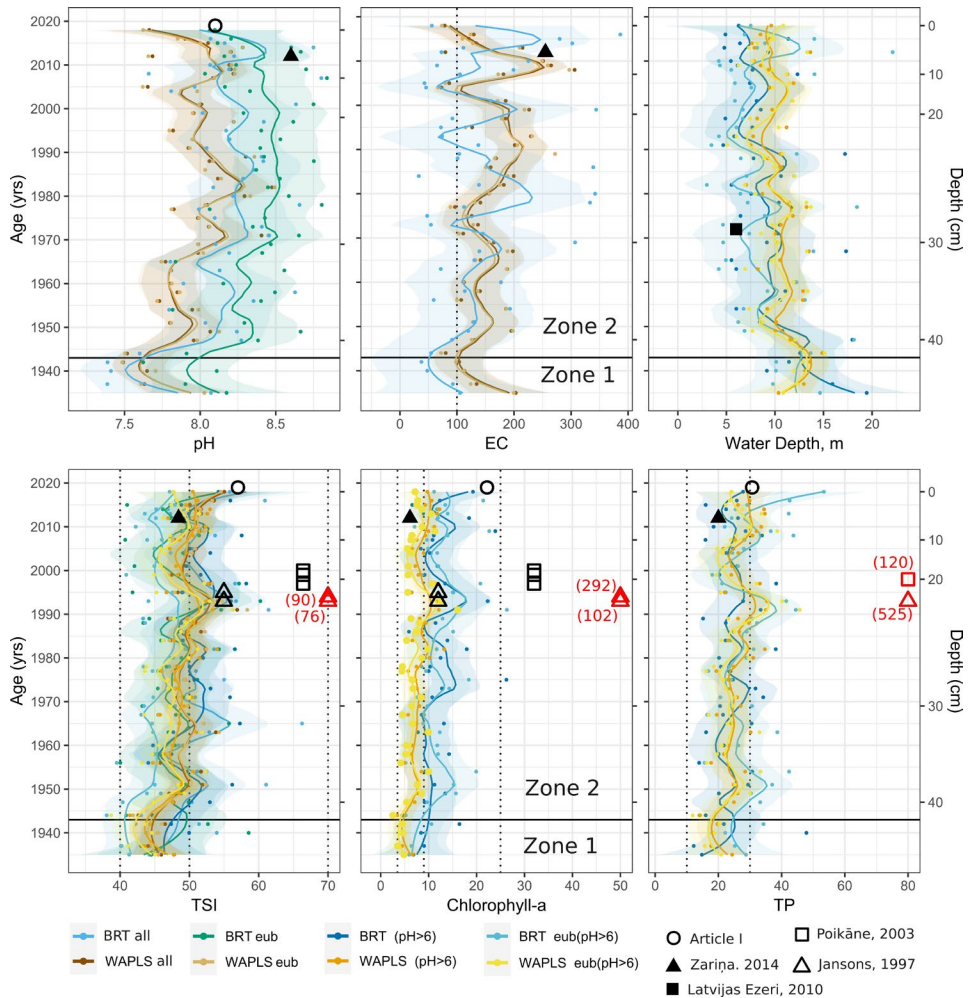 2020
2010
2000
1990
1980
1970
1960
1950
1940
Age (yrs)
7.5 8.0 8.5
pH
Zone 2
Zone 1
0 100 200 300 400
EC
0 5 10 15 20
Water Depth, m
0
10
20
30
40
Depth (cm)
2020
2010
2000
1990
1980
1970
1960
1950
1940
Age (yrs)
(90)
(76)
40 50 60 70
TSI
(292)
(102)
Zone 2
Zone 1
0 10 20 30 40 50
Chlorophyll-a
(120)
(525)
0 20 40 60 80
TP
0
10
20
30
40
Depth (cm)
BRT all BRT eub BRT (pH>6) BRT eub(pH>6)
WAPLS all WAPLS eub WAPLS (pH>6) WAPLS eub(pH>6)
Article I Poikāne, 2003
Zariņa. 2014 Jansons, 1997
Latvijas Ezeri, 2010